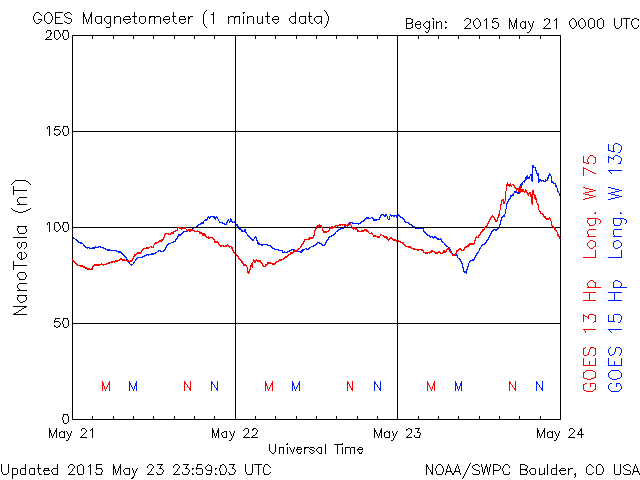 GOES Magnetometer (1 minute data)
Begin: 2015 May 21 0000 UTC
200
150
100
50
0
NanoTesla (nT)
M M N N M M N N M M N N
May 21 May 22 May 23 May 24
Universal Time
GOES 13 Hp Long. W 75
GOES 15 Hp Long. W 135
Updated 2015 May 23 23:59:03 UTC
NOAA/SWPC Boulder, CO USA